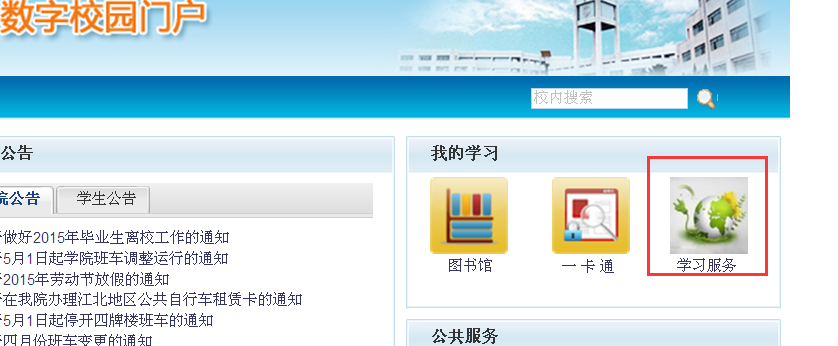 数字校园门户
校内搜索
公告
院公告 学生公告
做好2015年毕业生离校工作的通知
5月1日起学院班车调整运行的通知
2015年劳动节放假的通知
在我院办理江北地区公共自行车租赁卡的通知
5月1日起停开四牌楼班车的通知
四月份班车变更的通知
我的学习
图书馆 一卡通 学习服务
公共服务